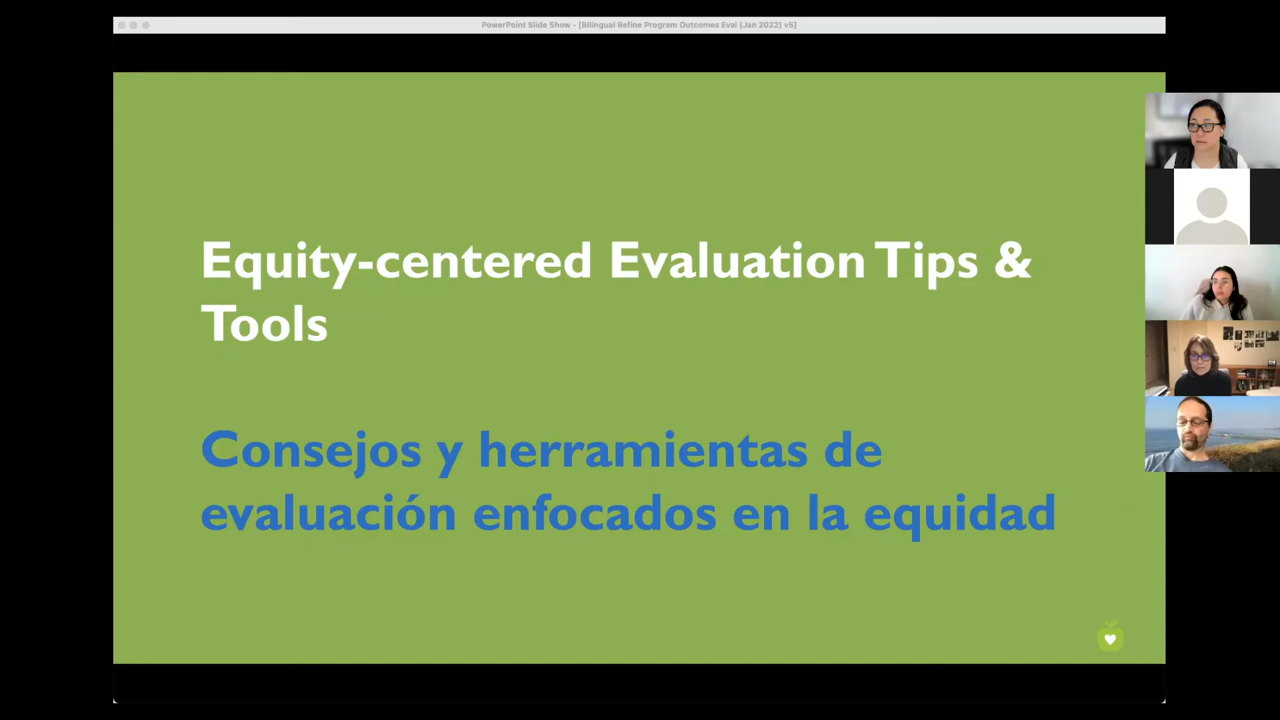 PowerPoint Slide Show - [Bilingual Refine Program Outcomes Eval (Jan 2022) v5]
Equity-centered Evaluation Tips &
Tools
Consejos y herramientas de
evaluación enfocados en la equidad